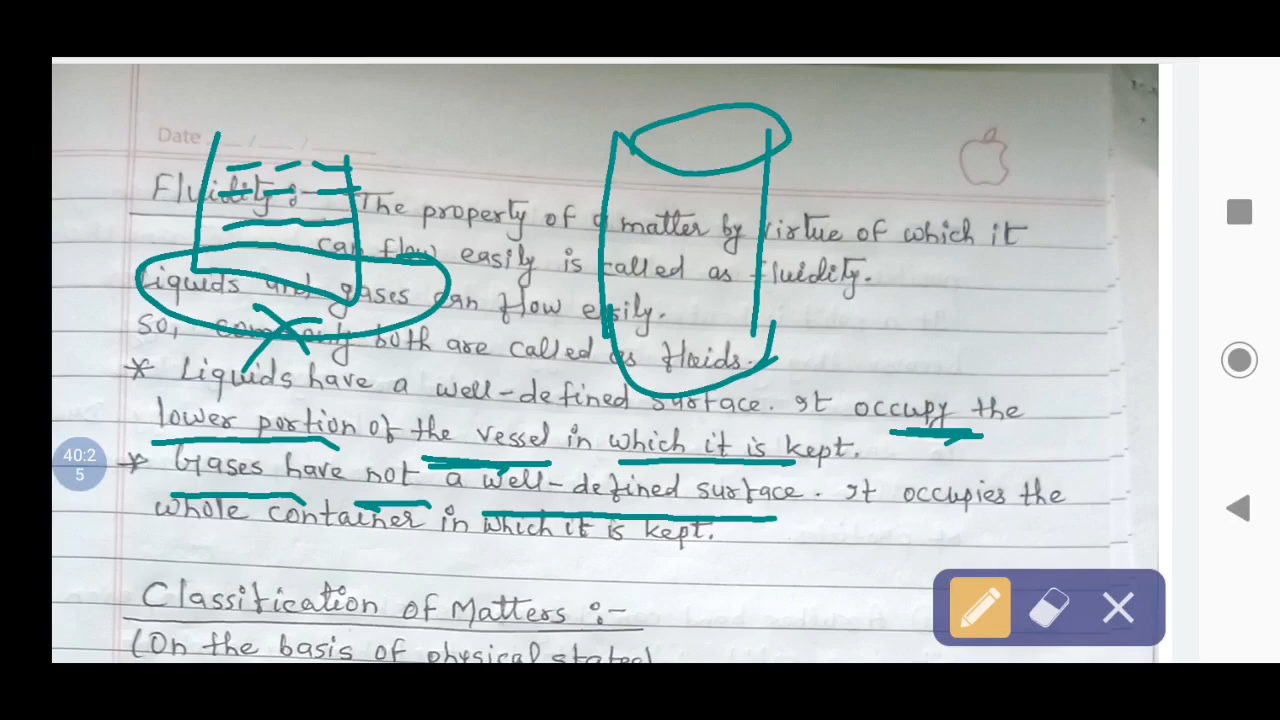 Date
Fluidity :- The property of a matter by virtue of which it
can flow easily is called as fluidity.
Liquids and gases can flow easily.
So, commonly both are called as fluids.
* Liquids have a well-defined surface. It occupy the
lower portion of the vessel in which it is kept.
* Gases have not a well-defined surface. It occupies the
whole container in which it is kept.
Classification of Matters :-
(On the basis of physical states)
40:2
5